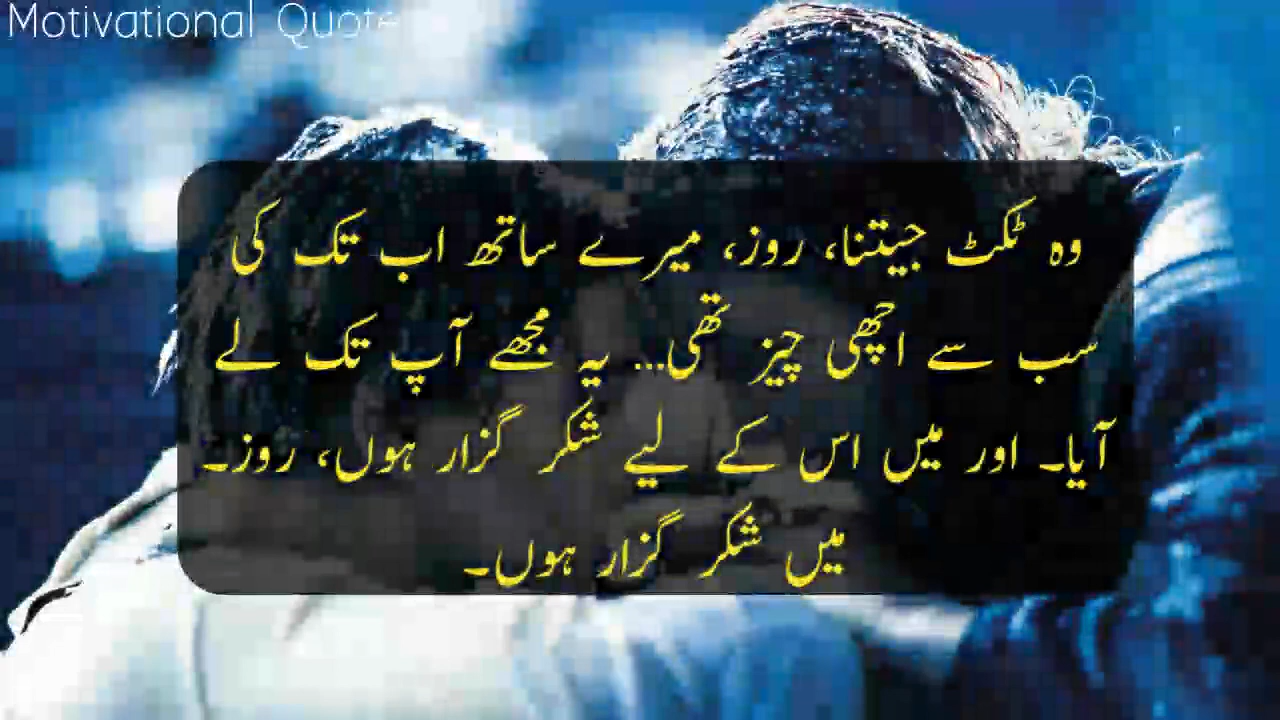 Motivational Quote
وہ ٹکٹ جیتنا، روز، میرے ساتھ اب تک کی
سب سے اچھی چیز تھی... یہ مجھے آپ تک لے
آیا۔ اور میں اس کے لیے شکر گزار ہوں، روز۔
میں شکر گزار ہوں۔